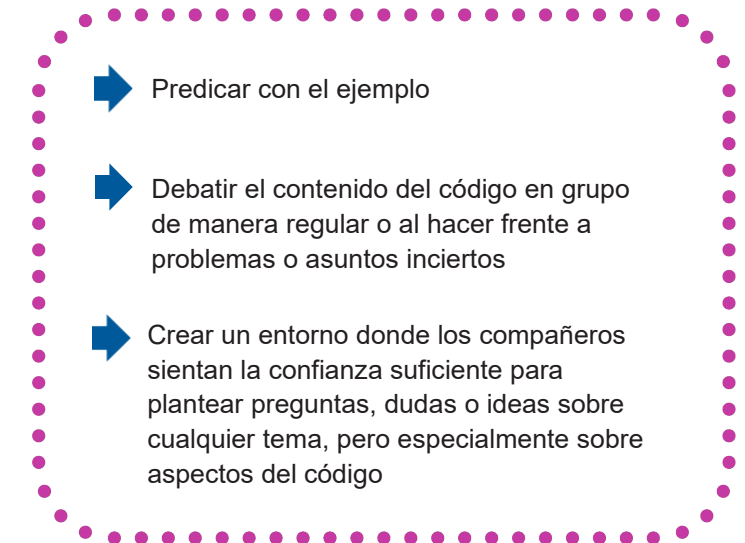 Predicar con el ejemplo
Debatir el contenido del código en grupo
de manera regular o al hacer frente a
problemas o asuntos inciertos
Crear un entorno donde los compañeros
sientan la confianza suficiente para
plantear preguntas, dudas o ideas sobre
cualquier tema, pero especialmente sobre
aspectos del código